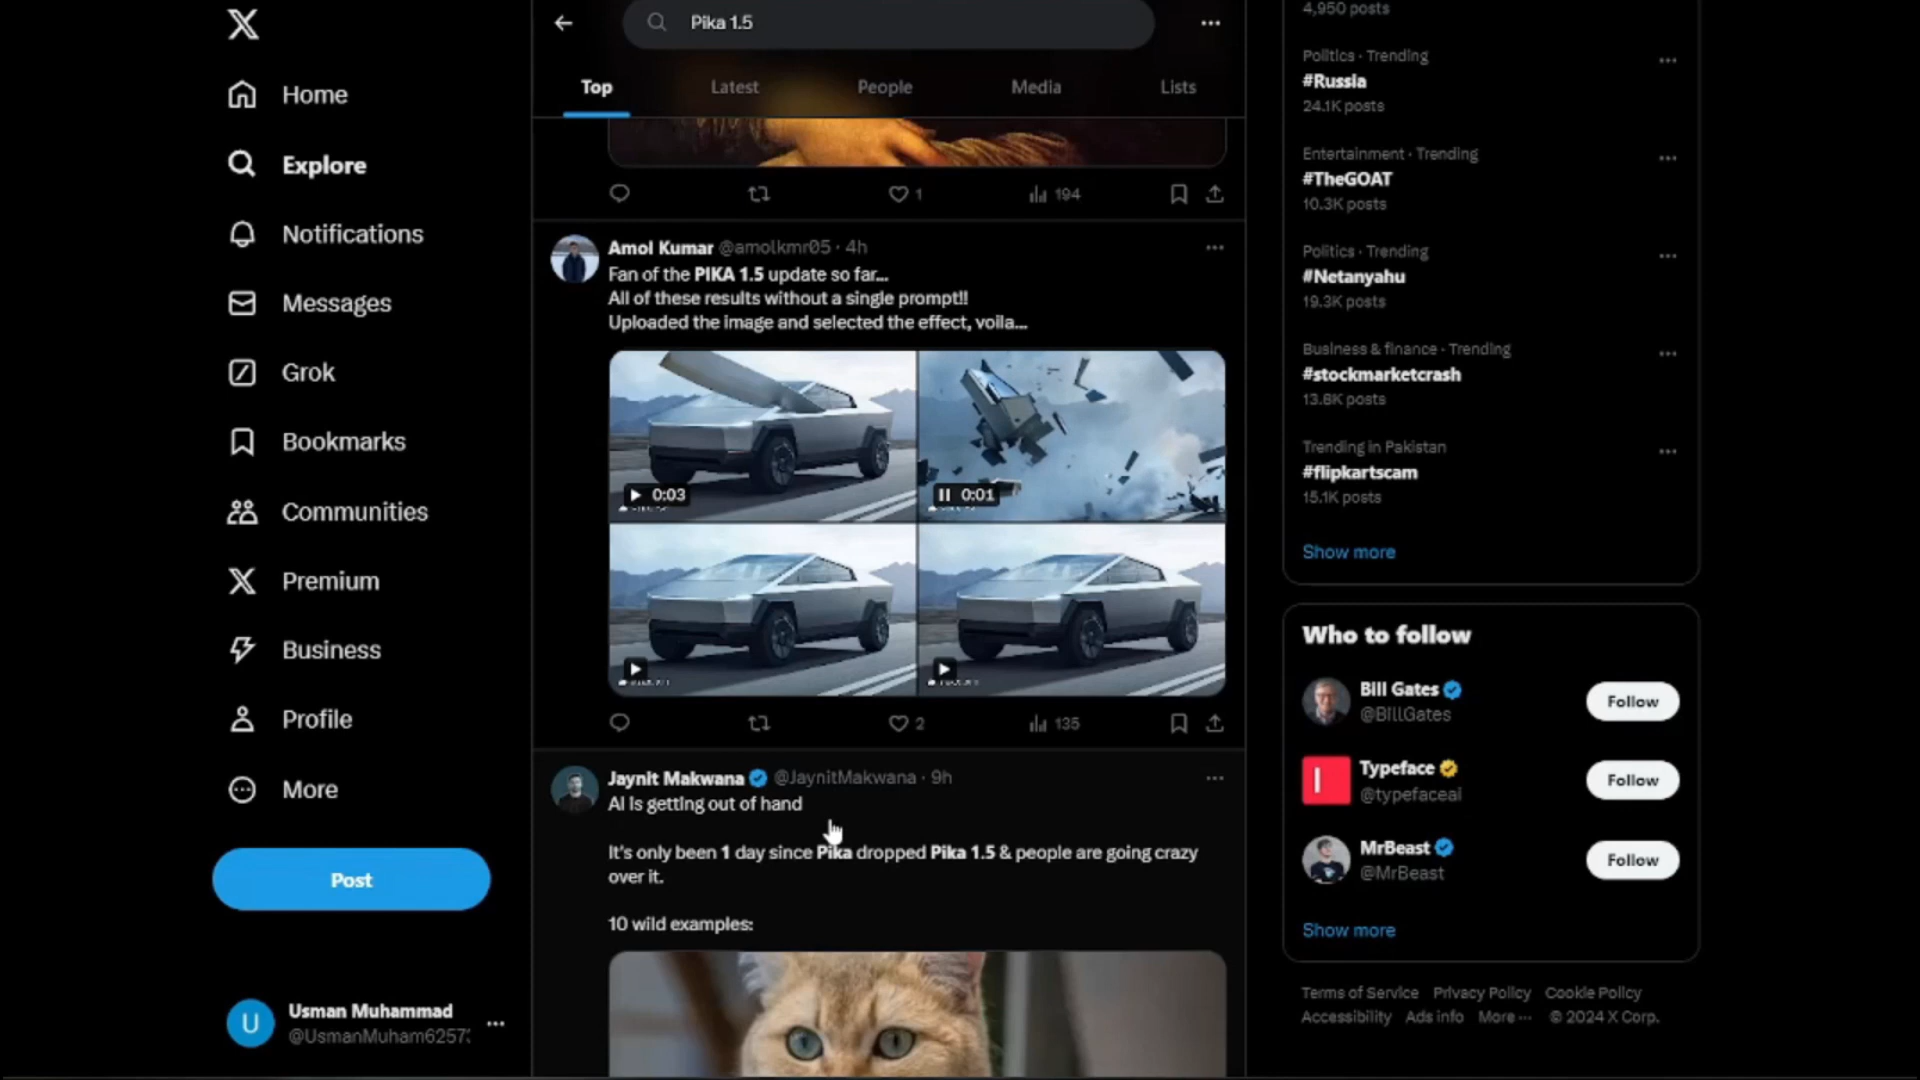 Home
Explore
Notifications
Messages
Grok
Bookmarks
Communities
Premium
Business
Profile
More
Post
Usman Muhammad
@UsmanMuham6257
Pika 1.5
Top
Latest
People
Media
Lists
1
194
Amol Kumar @amolkmr05 · 4h
Fan of the PIKA 1.5 update so far...
All of these results without a single prompt!!
Uploaded the image and selected the effect, voila...
0:03
0:01
2
135
Jaynit Makwana @JaynitMakwana · 9h
AI is getting out of hand
It's only been 1 day since Pika dropped Pika 1.5 & people are going crazy
over it.
10 wild examples:
4,950 posts
Politics · Trending
#Russia
24.1K posts
Entertainment · Trending
#TheGOAT
10.3K posts
Politics · Trending
#Netanyahu
19.3K posts
Business & finance · Trending
#stockmarketcrash
13.8K posts
Trending in Pakistan
#flipkartscam
15.1K posts
Show more
Who to follow
Bill Gates
@BillGates
Follow
Typeface
@typefaceai
Follow
MrBeast
@MrBeast
Follow
Show more
Terms of Service Privacy Policy Cookie Policy
Accessibility Ads info More ... © 2024 X Corp.
U